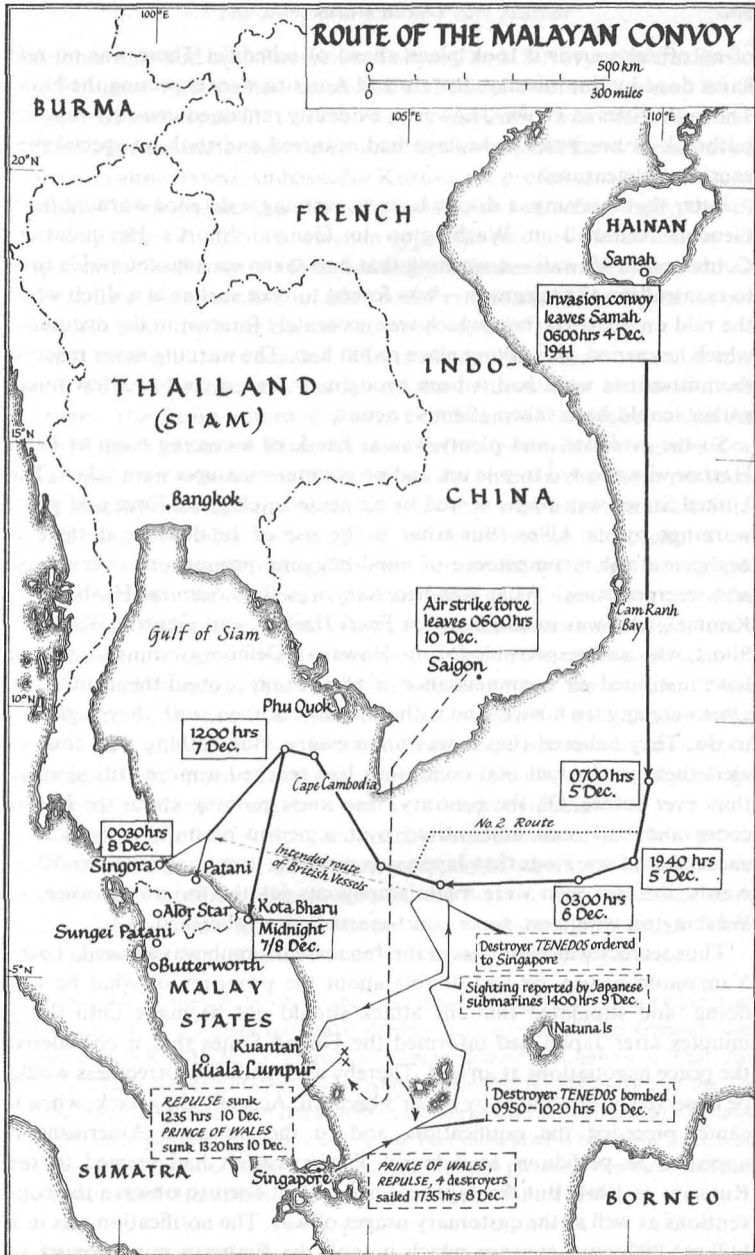 ROUTE OF THE MALAYAN CONVOY
0
500 km
300 miles
100°E
105°E
110°E
20°N
15°N
10°N
5°N
BURMA
FRENCH
HAINAN
Samah
Invasion convoy
leaves Samah
0600hrs 4 Dec.
1941
INDO-
THAILAND
(SIAM)
CHINA
Bangkok
Cam Ranh
Bay
Air strike force
leaves 0600hrs
10 Dec.
Gulf of Siam
Saigon
Phu Quok
1200 hrs
7 Dec.
Cape Cambodia
0700 hrs
5 Dec.
No. 2. Route
0030hrs
8 Dec.
Intended route
of British Vessels
Singora
Patani
1940 hrs
5 Dec.
0300 hrs
6 Dec.
Alor Star
Kota Bharu
Sungei Patani
Midnight
7/8 Dec.
Destroyer TENEDOS ordered
to Singapore
Butterworth
MALAY
STATES
Sighting reported by Japanese
submarines 1400 hrs 9 Dec.
Natuna Is
Kuantan
Kuala Lumpur
REPULSE sunk
1235 hrs 10 Dec.
PRINCE OF WALES
sunk 1320 hrs 10 Dec.
Destroyer TENEDOS bombed
0950–1020 hrs 10 Dec.
SUMATRA
Singapore
PRINCE OF WALES,
REPULSE, 4 destroyers
sailed 1735 hrs 8 Dec.
BORNEO